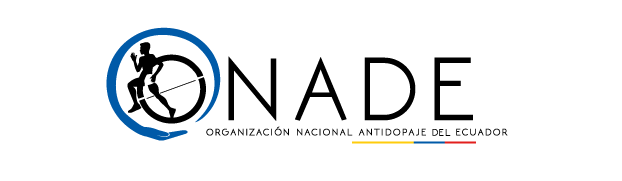 ONADE
ORGANIZACIÓN NACIONAL ANTIDOPAJE DEL ECUADOR